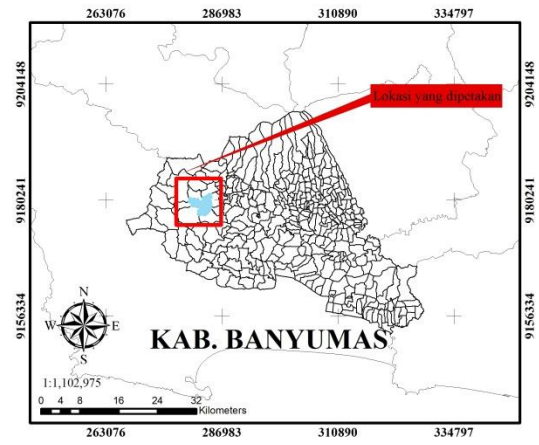 263076 286983 310890 334797
9204148
9204148
Lokasi yang dipetakan
9180241
9180241
9156334
9156334
N
W E
S
KAB. BANYUMAS
1:1,102,975
0 4 8 16 24 32
Kilometers
263076 286983 310890 334797